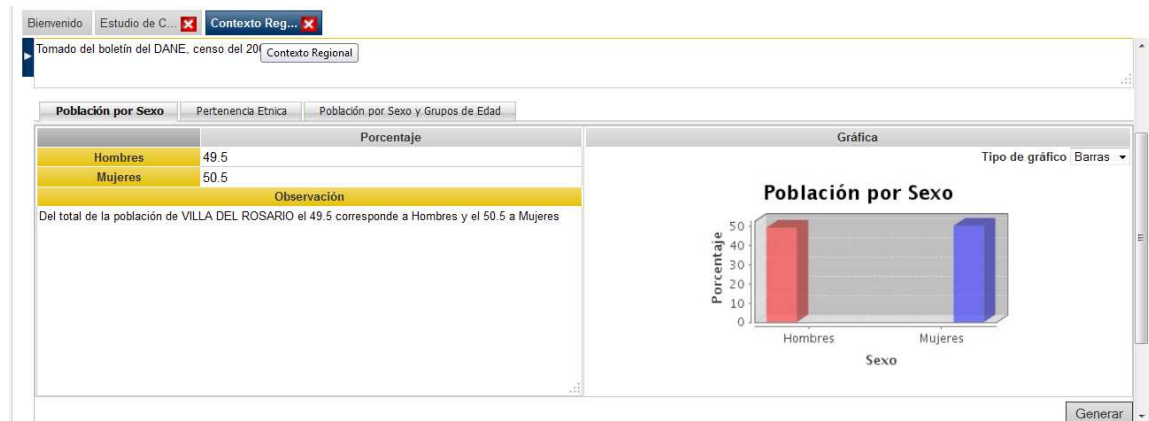 Bienvenido Estudio de C... Contexto Reg...
Tomado del boletín del DANE, censo del 20
Contexto Regional
Población por Sexo Pertenencia Etnica Población por Sexo y Grupos de Edad
Porcentaje Gráfica
Hombres 49.5 Tipo de gráfico Barras
Mujeres 50.5
Observación
Del total de la población de VILLA DEL ROSARIO el 49.5 corresponde a Hombres y el 50.5 a Mujeres
Población por Sexo
Porcentaje
50
40
30
20
10
0
Hombres Mujeres
Sexo
Generar